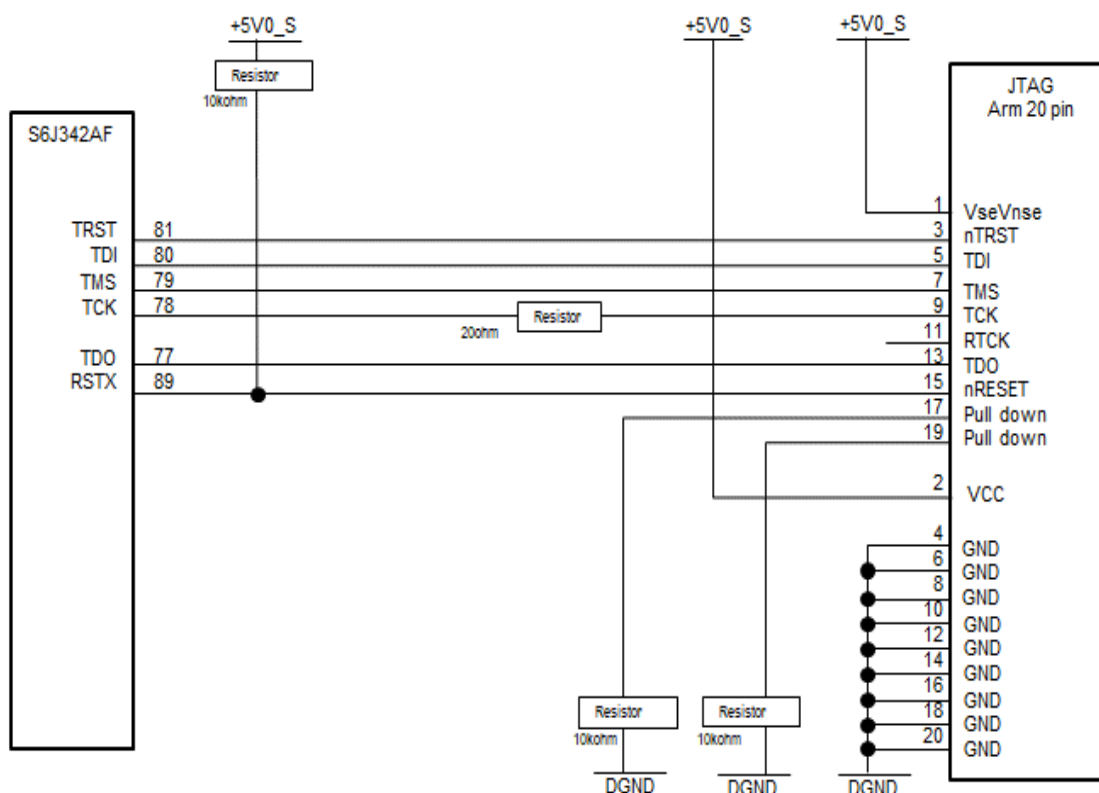 +5V0_S
+5V0_S
+5V0_S
Resistor
10kohm
JTAG
Arm 20 pin
S6J342AF
1 VseVnse
TRST 81
3 nTRST
TDI 80
5 TDI
TMS 79
7 TMS
TCK 78
Resistor
20ohm
9 TCK
11 RTCK
TDO 77
13 TDO
RSTX 89
15 nRESET
17 Pull down
19 Pull down
2 VCC
4 GND
6 GND
8 GND
10 GND
12 GND
14 GND
16 GND
18 GND
20 GND
Resistor
10kohm
Resistor
10kohm
DGND
DGND
DGND